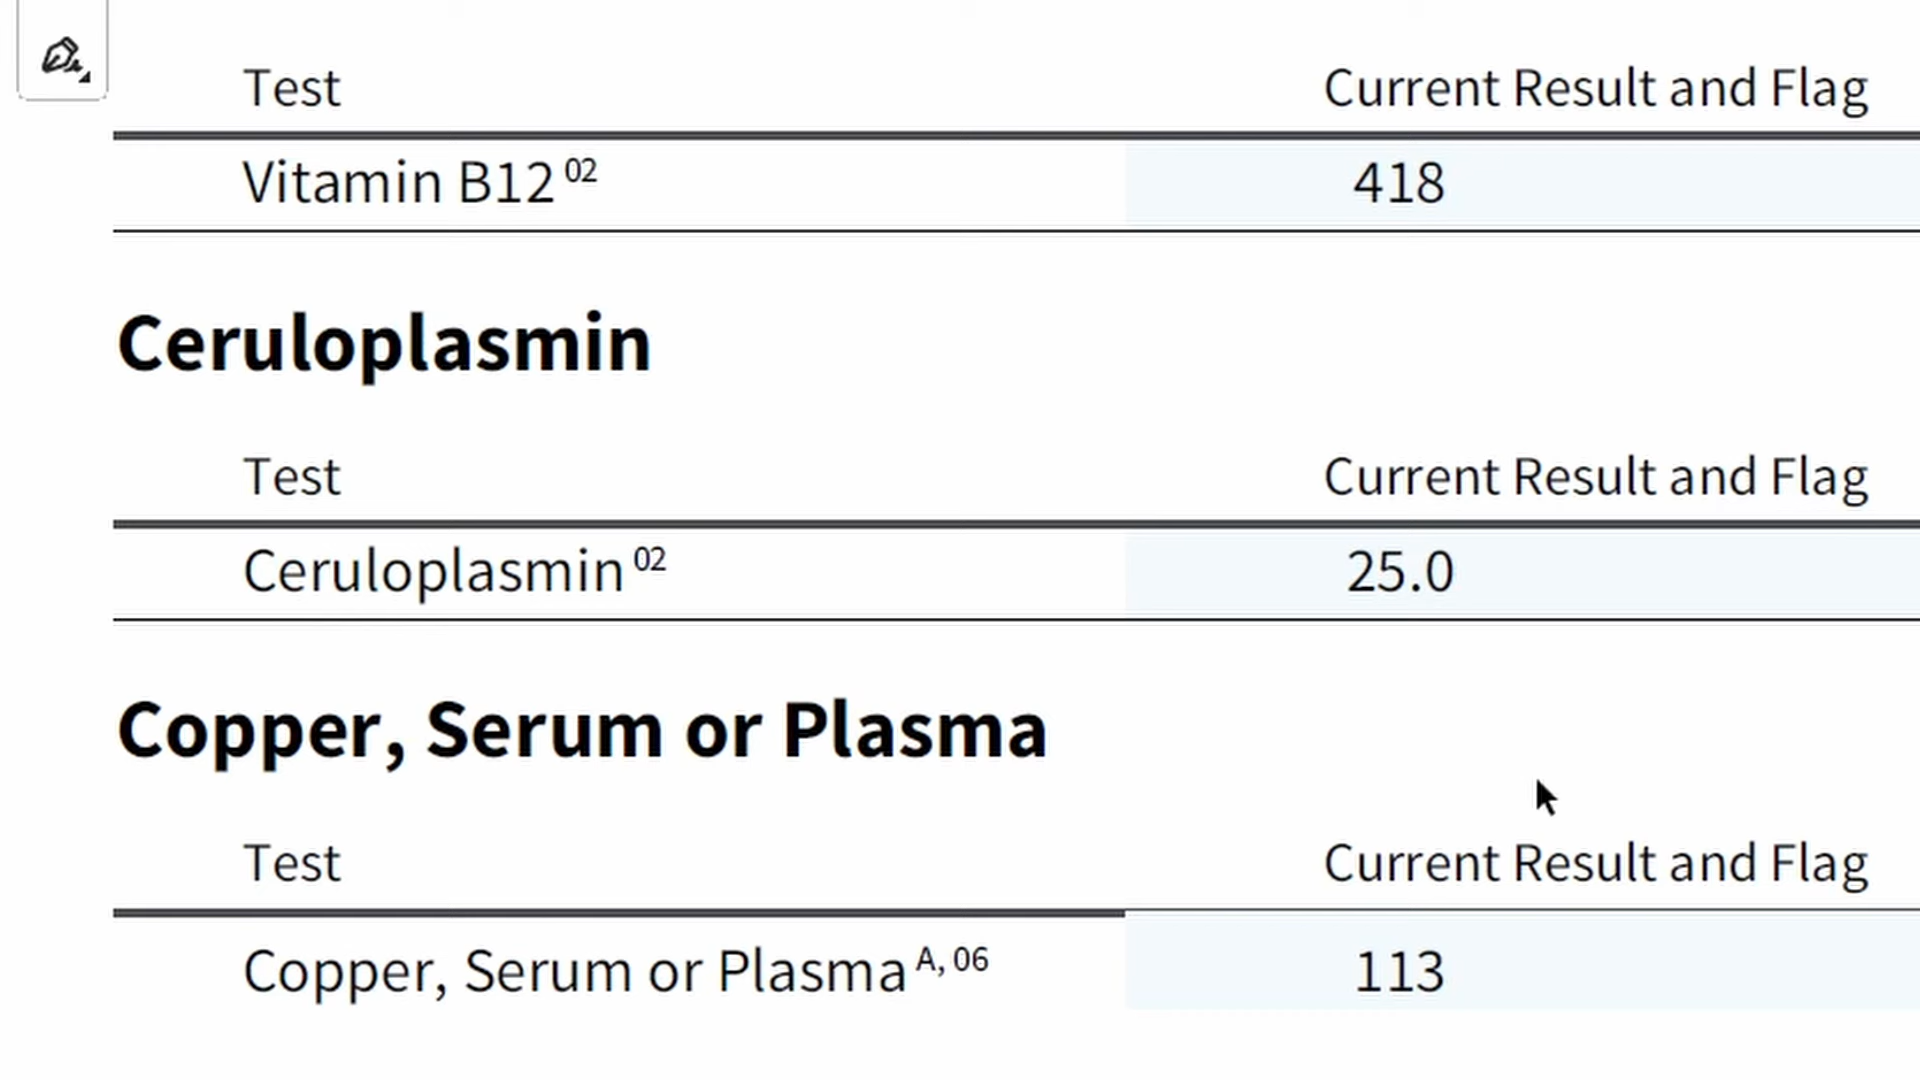 Test Current Result and Flag
Vitamin B12 02 418
Ceruloplasmin
Test Current Result and Flag
Ceruloplasmin 02 25.0
Copper, Serum or Plasma
Test Current Result and Flag
Copper, Serum or Plasma A, 06 113